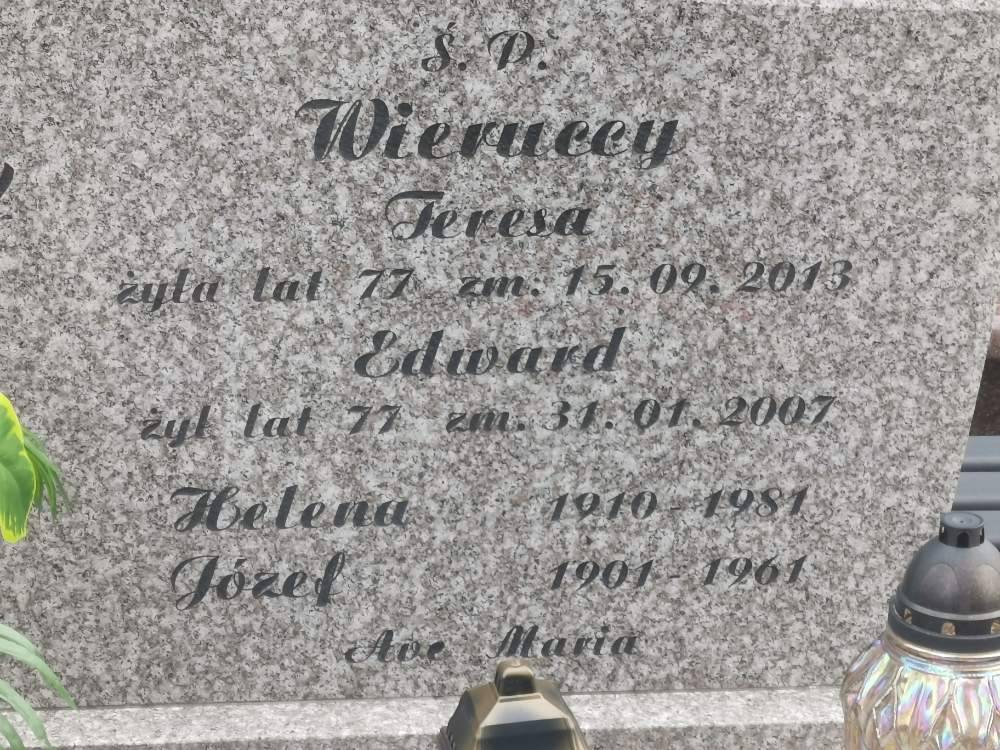 Ś. P.
Wieruccy
Teresa
żyła lat 77 zm. 15. 09. 2013
Edward
żył lat 77 zm. 31. 01. 2007
Helena 1910 - 1981
Józef 1901 - 1961
Ave Maria